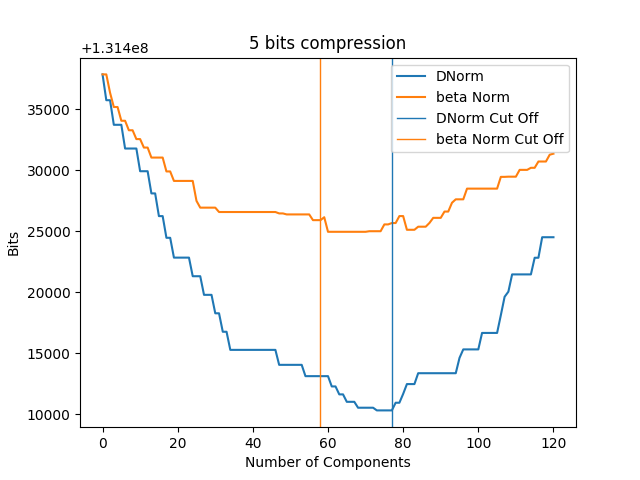 5 bits compression
+1.314e8
35000
30000
25000
20000
15000
10000
Bits
0 20 40 60 80 100 120
Number of Components
DNorm
beta Norm
DNorm Cut Off
beta Norm Cut Off